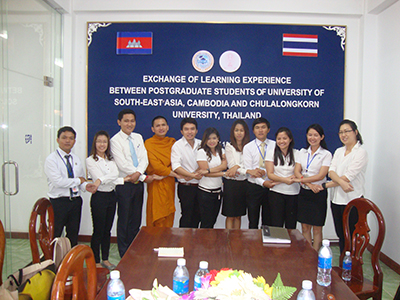 EXCHANGE OF LEARNING EXPERIENCE
BETWEEN POSTGRADUATE STUDENTS OF UNIVERSITY OF
SOUTH-EAST ASIA, CAMBODIA AND CHULALONGKORN
UNIVERSITY, THAILAND